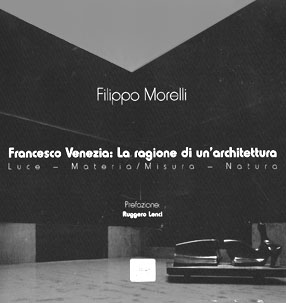 Filippo Morelli
Francesco Venezia: La ragione di un'architettura
Luce – Materia/Misura – Natura
Prefazione
Ruggero Lenci